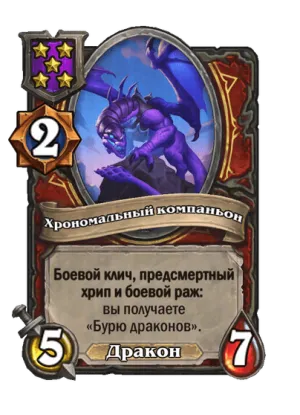 2
Хрономальный компаньон
Боевой клич, предсмертный
хрип и боевой раж:
вы получаете
«Бурю драконов».
5
Дракон
7